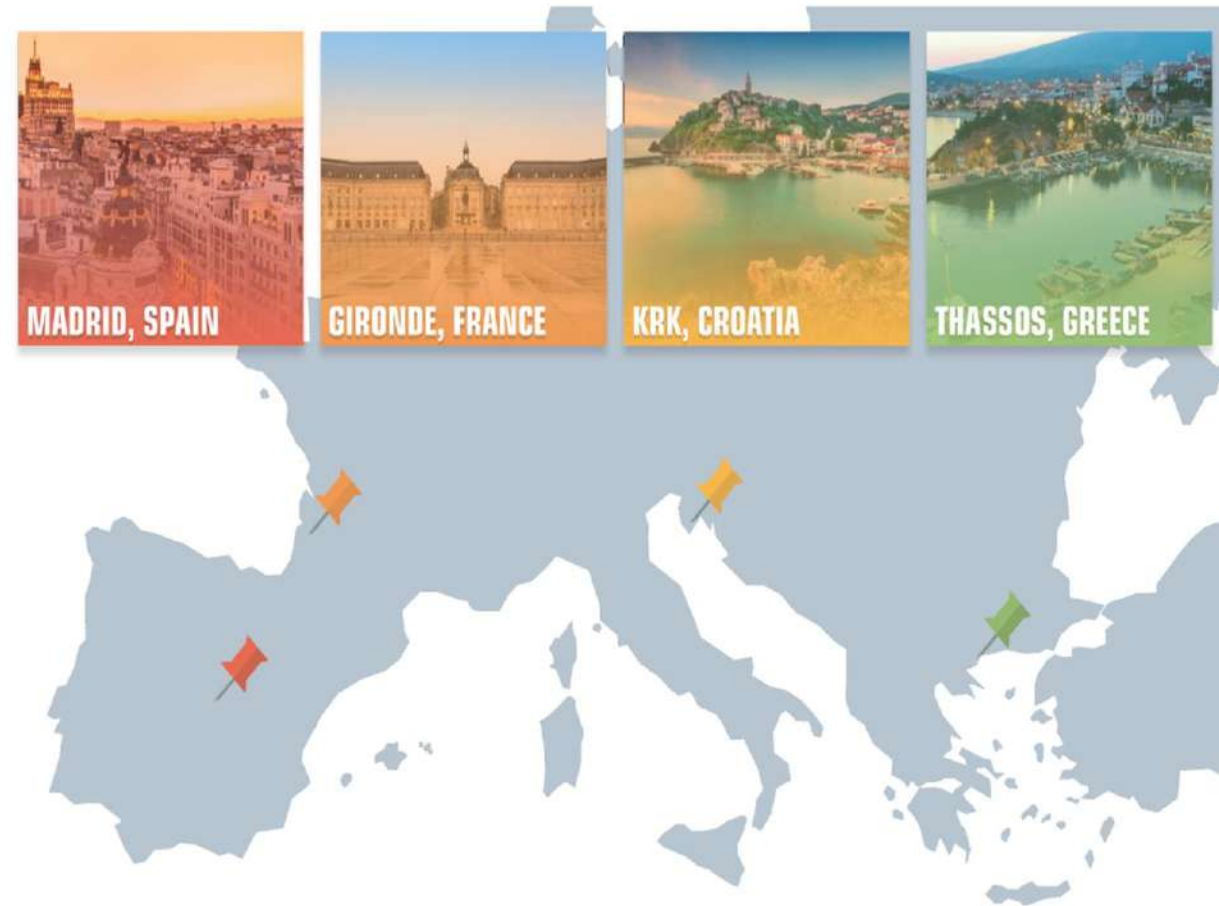 MADRID, SPAIN
GIRONDE, FRANCE
KRK, CROATIA
THASSOS, GREECE